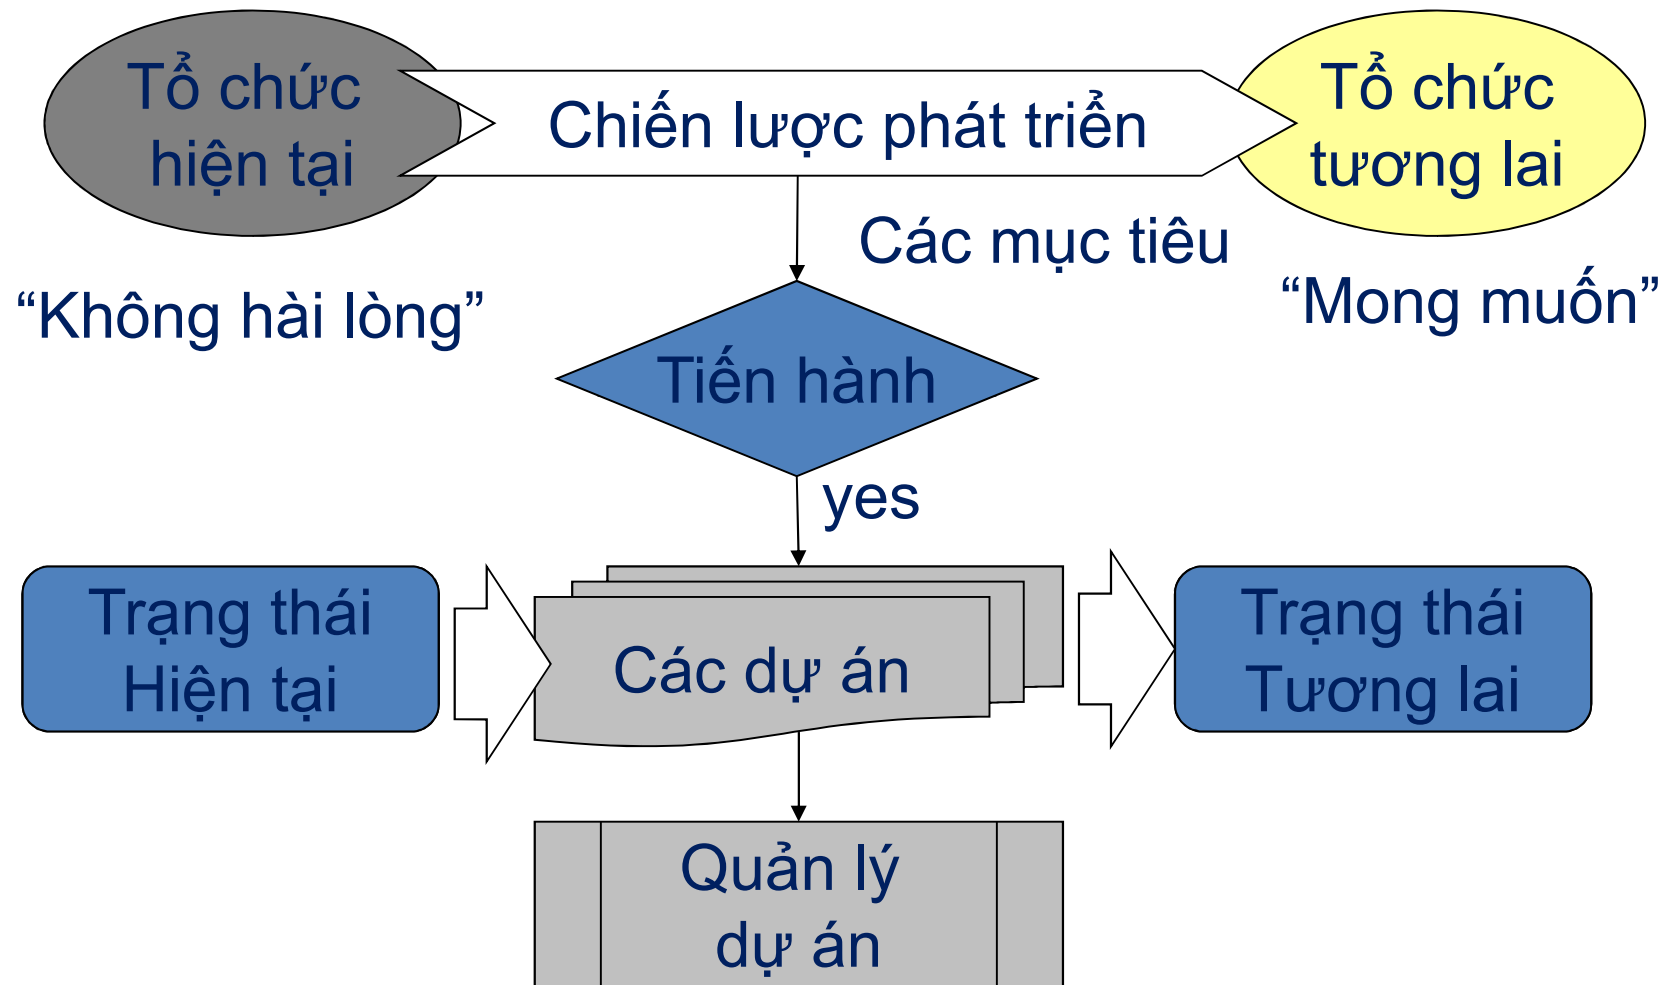 Tổ chức
hiện tại
Chiến lược phát triển
Tổ chức
tương lai
Các mục tiêu
“Không hài lòng”
“Mong muốn”
Tiến hành
yes
Trạng thái
Hiện tại
Các dự án
Trạng thái
Tương lai
Quản lý
dự án